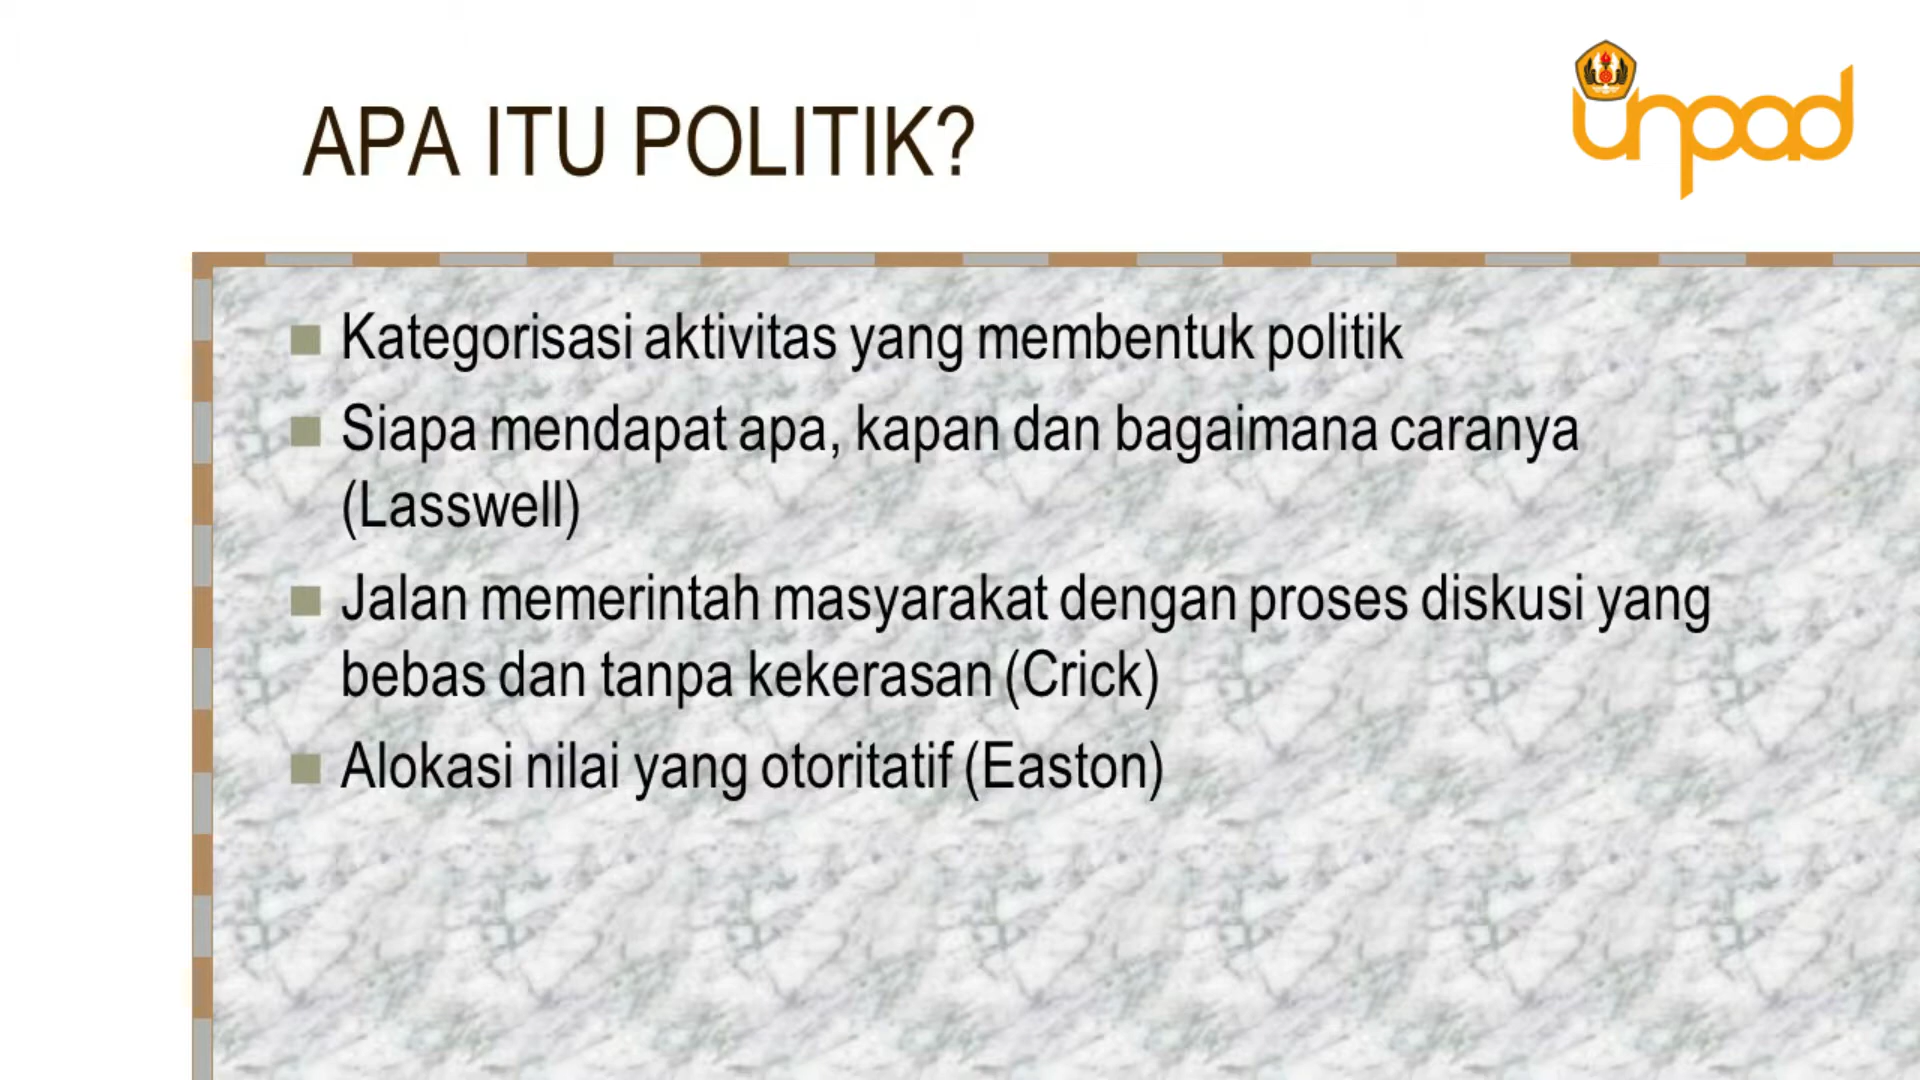 APA ITU POLITIK?
unpad
Kategorisasi aktivitas yang membentuk politik
Siapa mendapat apa, kapan dan bagaimana caranya
(Lasswell)
Jalan memerintah masyarakat dengan proses diskusi yang
bebas dan tanpa kekerasan (Crick)
Alokasi nilai yang otoritatif (Easton)